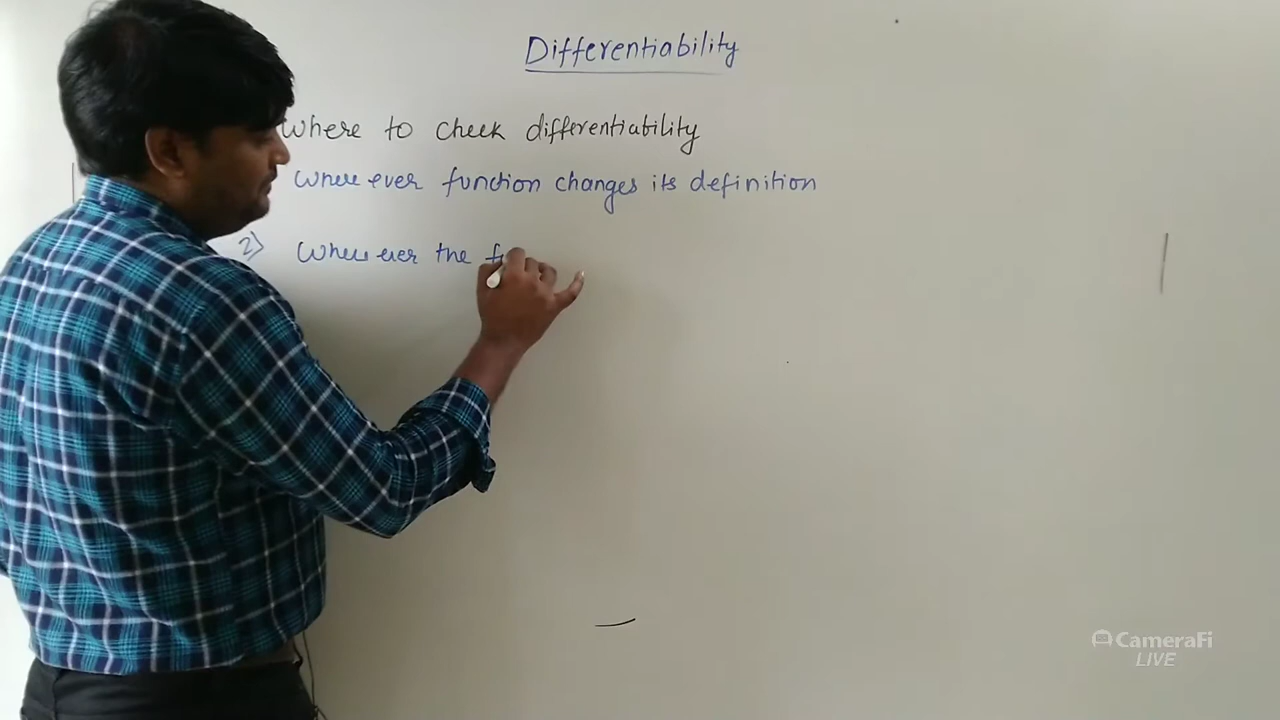 Differentiability
where to check differentiability
where ever function changes its definition
2) where ever the f
CameraFi
LIVE